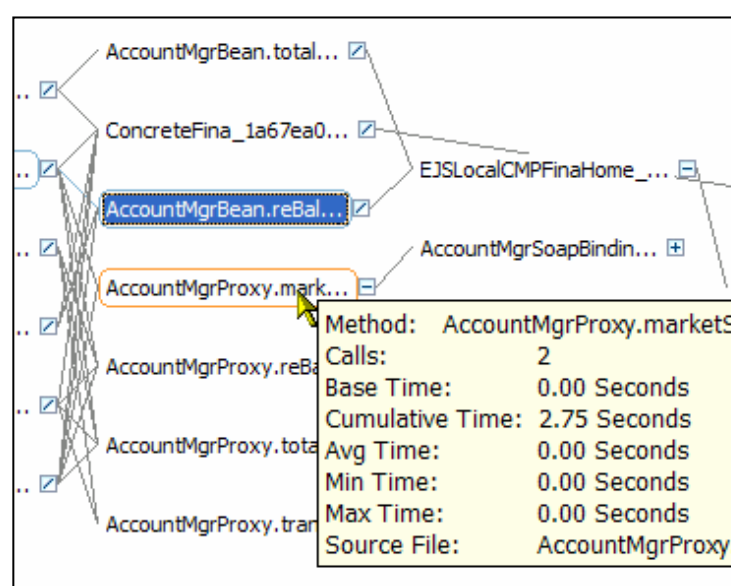 AccountMgrBean.total...
..
ConcreteFina_1a67ea0...
..
EJSLocalCMPFinaHome_...
AccountMgrBean.reBal...
..
AccountMgrSoapBindin...
AccountMgrProxy.mark...
..
Method: AccountMgrProxy.marketS
Calls: 2
AccountMgrProxy.reBa
Base Time: 0.00 Seconds
..
Cumulative Time: 2.75 Seconds
AccountMgrProxy.tota
Avg Time: 0.00 Seconds
..
Min Time: 0.00 Seconds
Max Time: 0.00 Seconds
AccountMgrProxy.tran
Source File: AccountMgrProxy